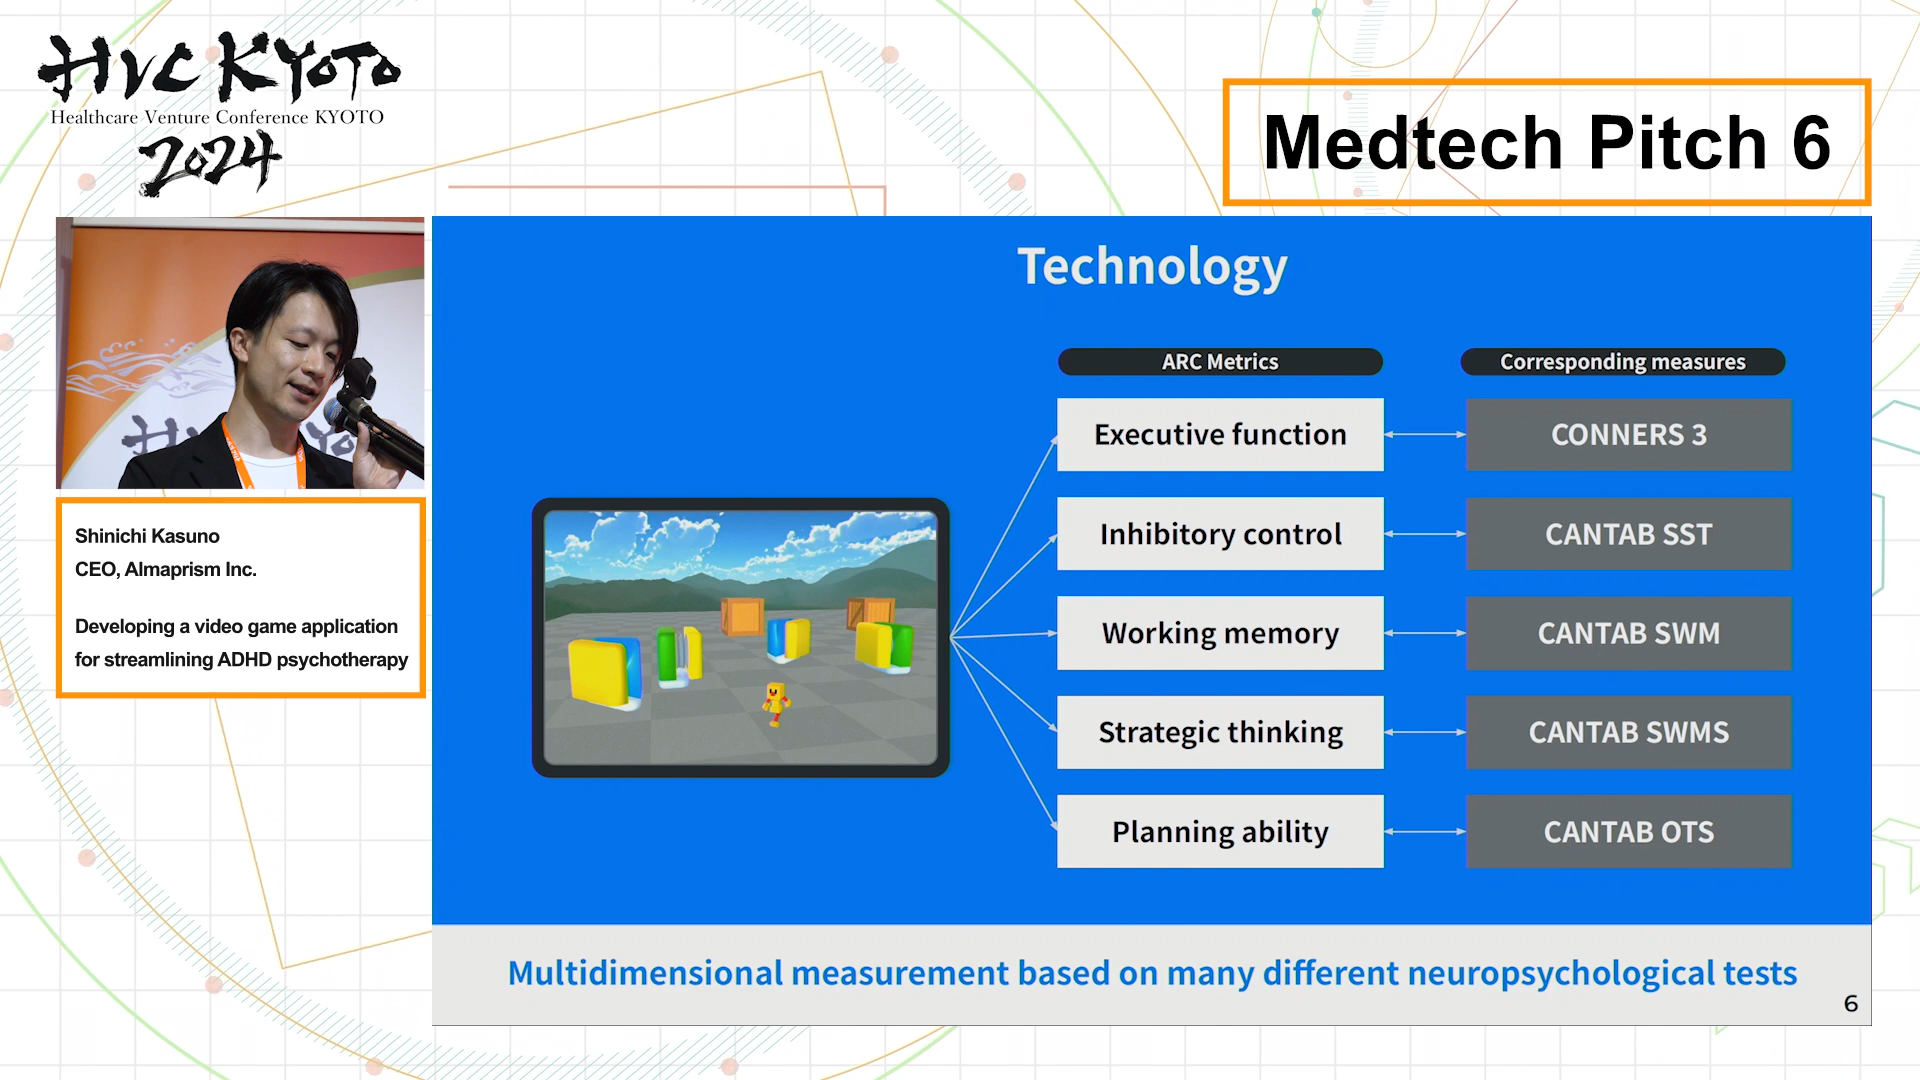 HVC KYOTO
Healthcare Venture Conference KYOTO
2024
Medtech Pitch 6
Shinichi Kasuno
CEO, Almaprism Inc.
Developing a video game application
for streamlining ADHD psychotherapy
Technology
ARC Metrics
Corresponding measures
Executive function
CONNERS 3
Inhibitory control
CANTAB SST
Working memory
CANTAB SWM
Strategic thinking
CANTAB SWMS
Planning ability
CANTAB OTS
Multidimensional measurement based on many different neuropsychological tests
6